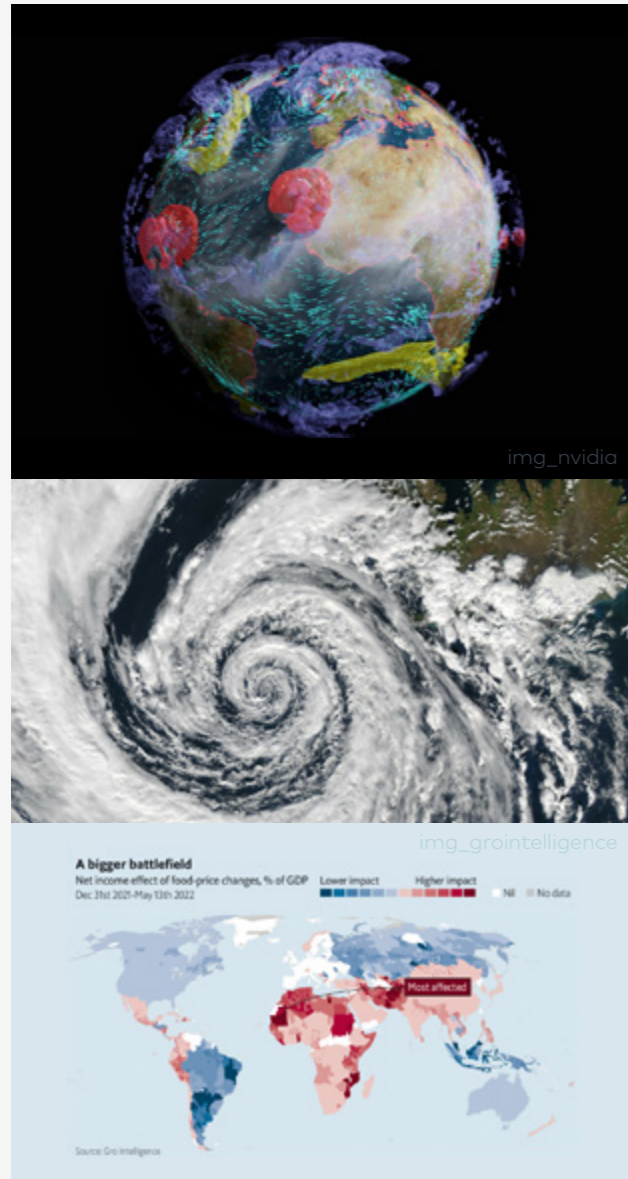 img_nvidia
img_grointelligence
A bigger battlefield
Net income effect of food-price changes, % of GDP
Dec 31st 2021-May 13th 2022
Lower impact
Higher impact
Nil
No data
Most affected
Source: Gro Intelligence